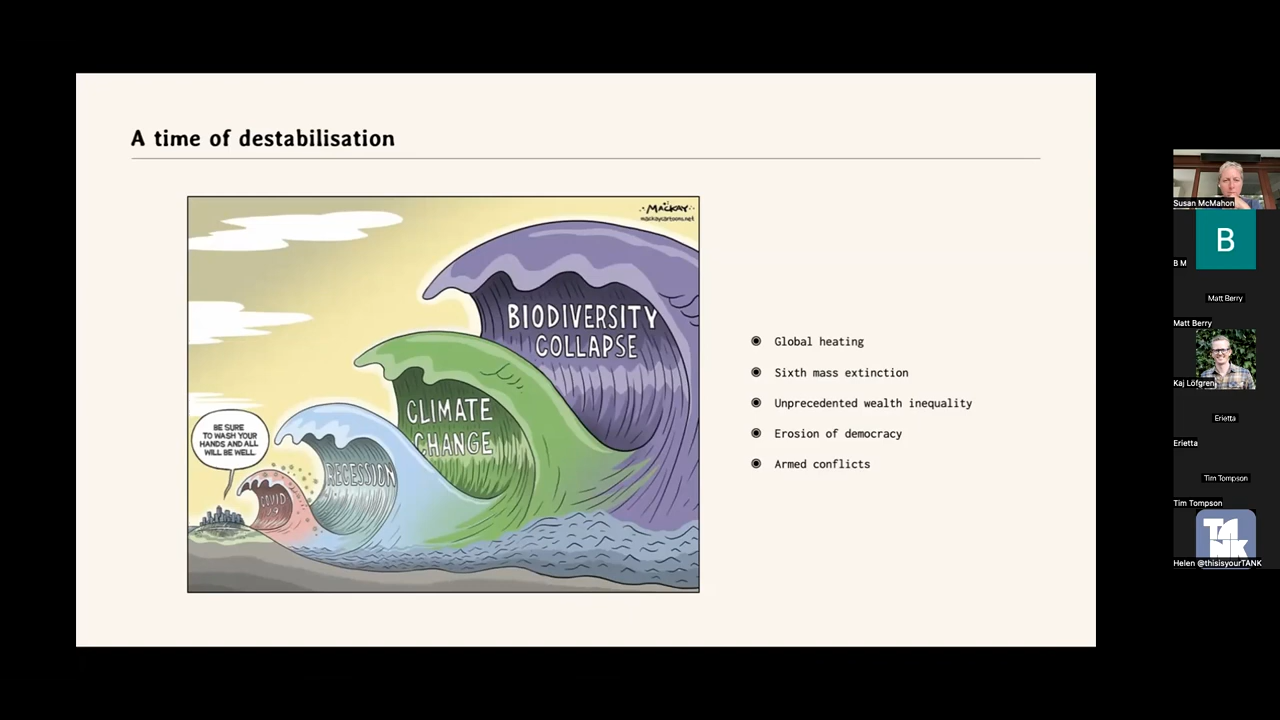 A time of destabilisation
MACKAY
mackaycartoons.net
BIODIVERSITY
COLLAPSE
CLIMATE
CHANGE
RECESSION
COVID
BE SURE
TO WASH YOUR
HANDS AND ALL
WILL BE WELL.
Global heating
Sixth mass extinction
Unprecedented wealth inequality
Erosion of democracy
Armed conflicts
Susan McMahon
B
B M
Matt Berry
Matt Berry
Kaj Löfgren
Erietta
Erietta
Tim Tompson
Tim Tompson
TA
NK
Helen @thisisyourTANK